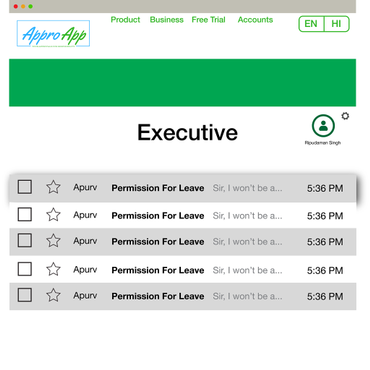 Product Business Free Trial Accounts
EN HI
Appro App
Executive
Ripudaman Singh
Apurv Permission For Leave Sir, I won't be a... 5:36 PM
Apurv Permission For Leave Sir, I won't be a... 5:36 PM
Apurv Permission For Leave Sir, I won't be a... 5:36 PM
Apurv Permission For Leave Sir, I won't be a... 5:36 PM
Apurv Permission For Leave Sir, I won't be a... 5:36 PM